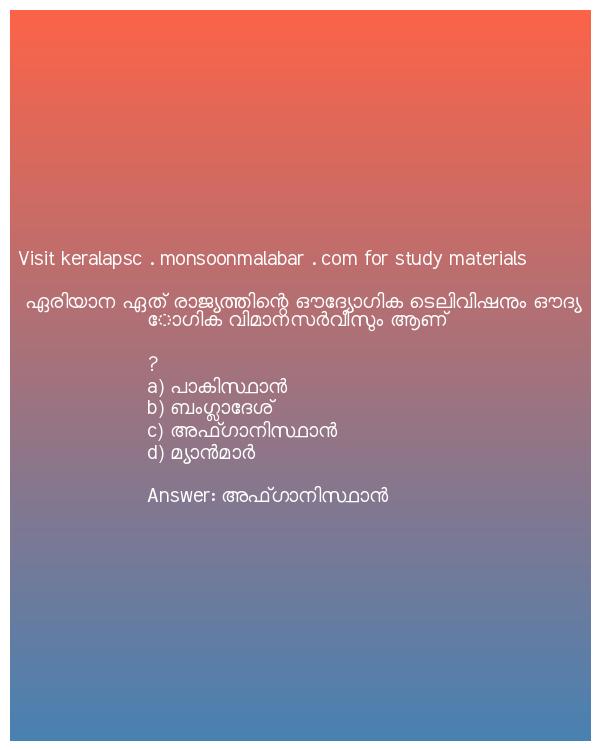 Visit keralapsc . monsoonmalabar . com for study materials
ഏരിയാന ഏത് രാജ്യത്തിന്റെ ഔദ്യോഗിക ടെലിവിഷനും ഔദ്യ
ോഗിക വിമാനസർവീസും ആണ്
?
a) പാകിസ്ഥാൻ
b) ബംഗ്ലാദേശ്
c) അഫ്ഗാനിസ്ഥാൻ
d) മ്യാൻമാർ
Answer: അഫ്ഗാനിസ്ഥാൻ